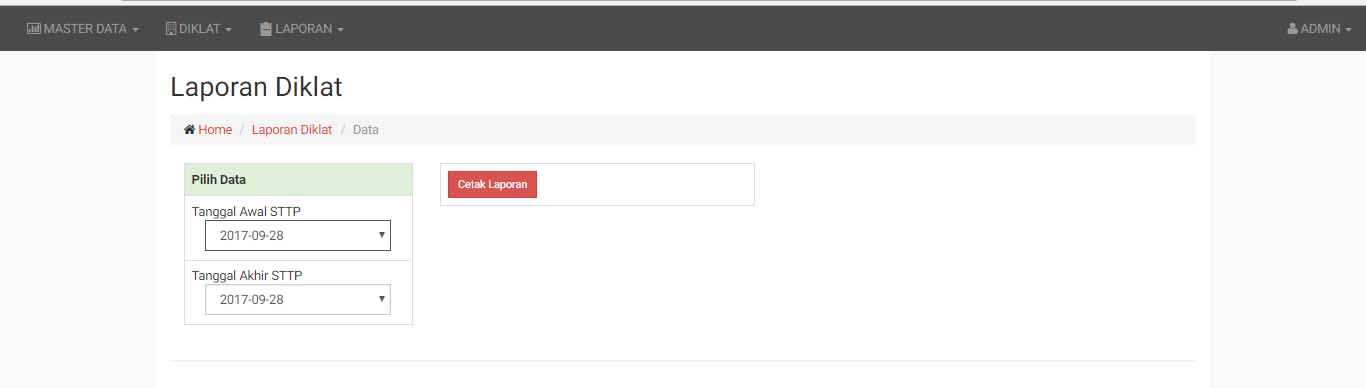 MASTER DATA DIKLAT LAPORAN ADMIN
Laporan Diklat
Home / Laporan Diklat / Data
Pilih Data
Cetak Laporan
Tanggal Awal STTP
2017-09-28
Tanggal Akhir STTP
2017-09-28